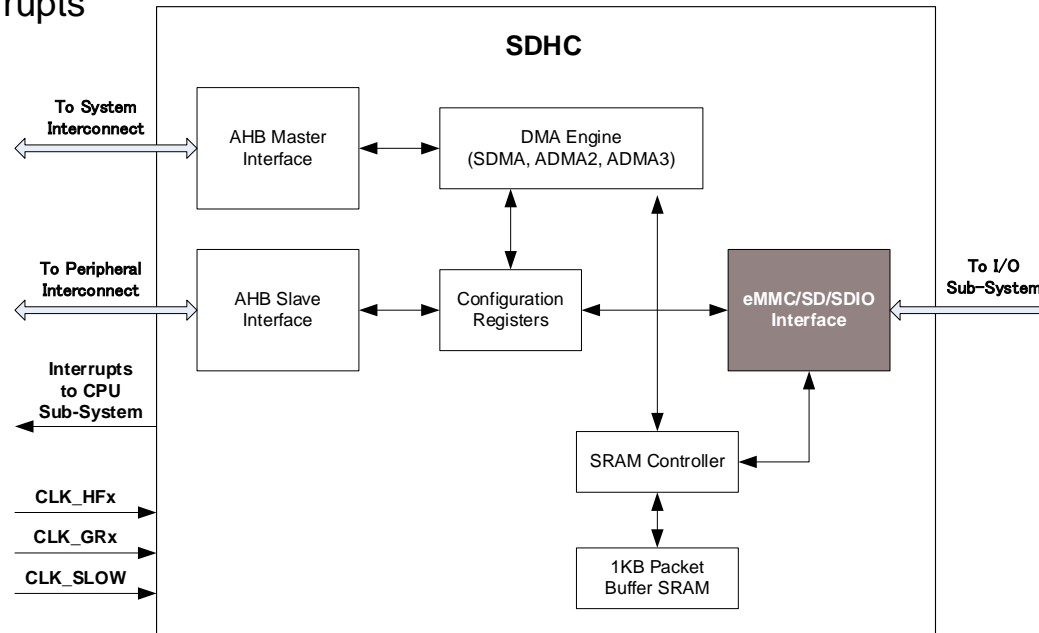 rrupts
SDHC
To System
Interconnect
AHB Master
Interface
DMA Engine
(SDMA, ADMA2, ADMA3)
To Peripheral
Interconnect
AHB Slave
Interface
Configuration
Registers
eMMC/SD/SDIO
Interface
To I/O
Sub-System
Interrupts
to CPU
Sub-System
SRAM Controller
CLK_HFx
CLK_GRx
CLK_SLOW
1KB Packet
Buffer SRAM